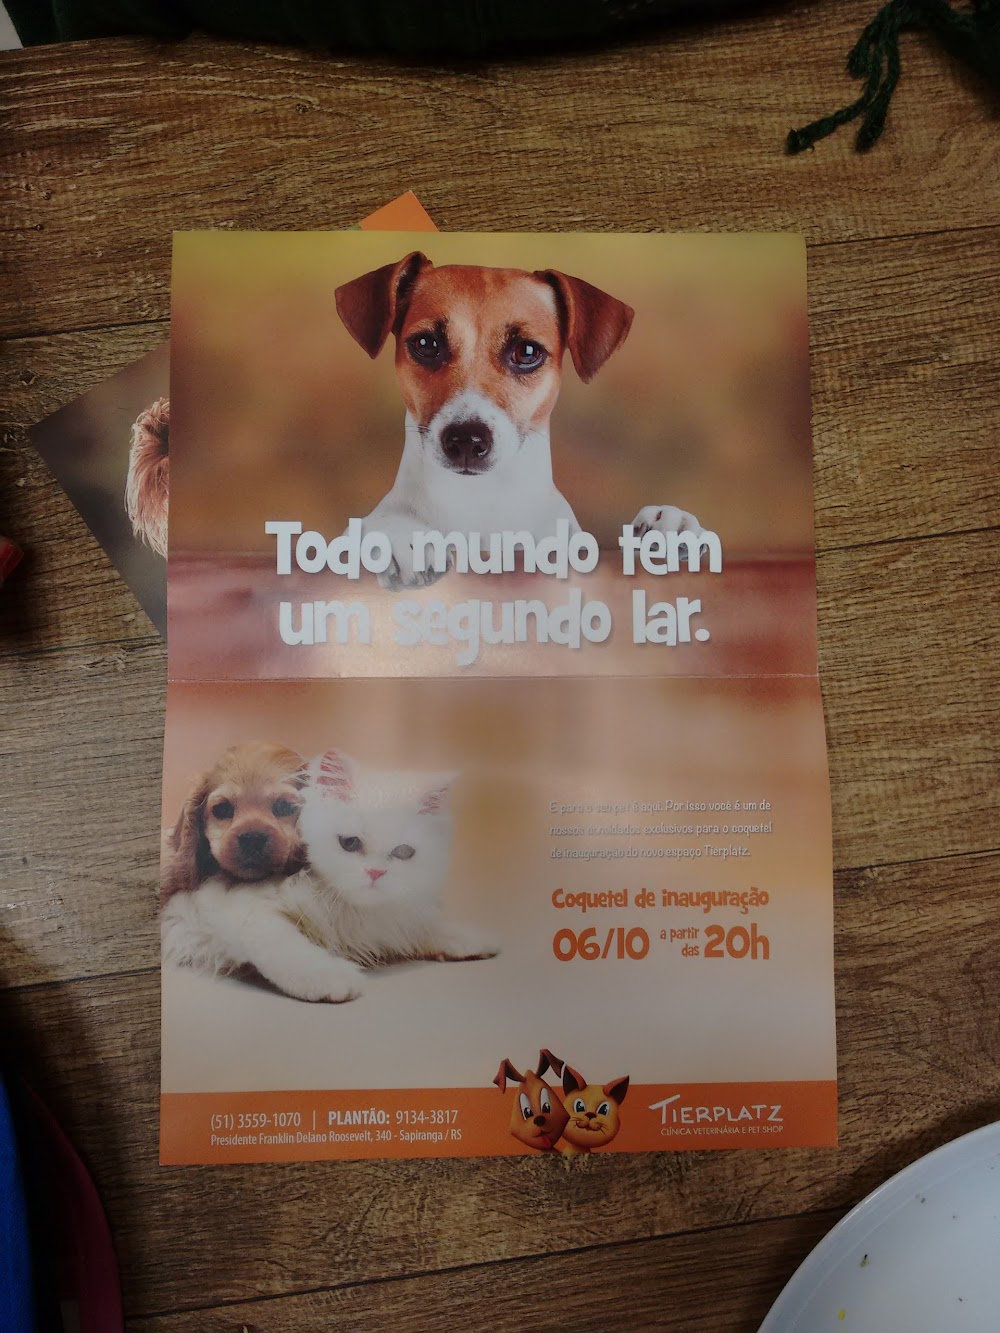 Todo mundo tem
um segundo lar.
E para o seu pet é aqui. Por isso você é um de
nossos convidados exclusivos para o coquetel
de inauguração do novo espaço Tierplatz.
Coquetel de inauguração
06/10 a partir das 20h
(51) 3559-1070 | PLANTÃO: 9134-3817
Presidente Franklin Delano Roosevelt, 340 - Sapiranga / RS
TIERPLATZ
CLÍNICA VETERINÁRIA E PET SHOP